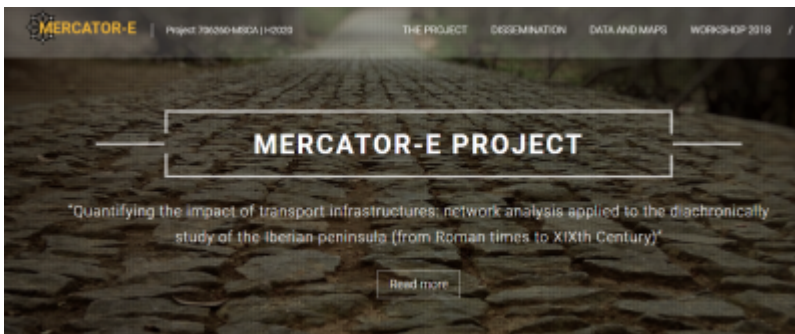 MERCATOR-E | Project 706260-MSCA | H2020 THE PROJECT DISSEMINATION DATA AND MAPS WORKSHOP 2018 /
MERCATOR-E PROJECT
"Quantifying the impact of transport infrastructures: network analysis applied to the diachronically
study of the Iberian peninsula (from Roman times to XIXth Century)"
Read more